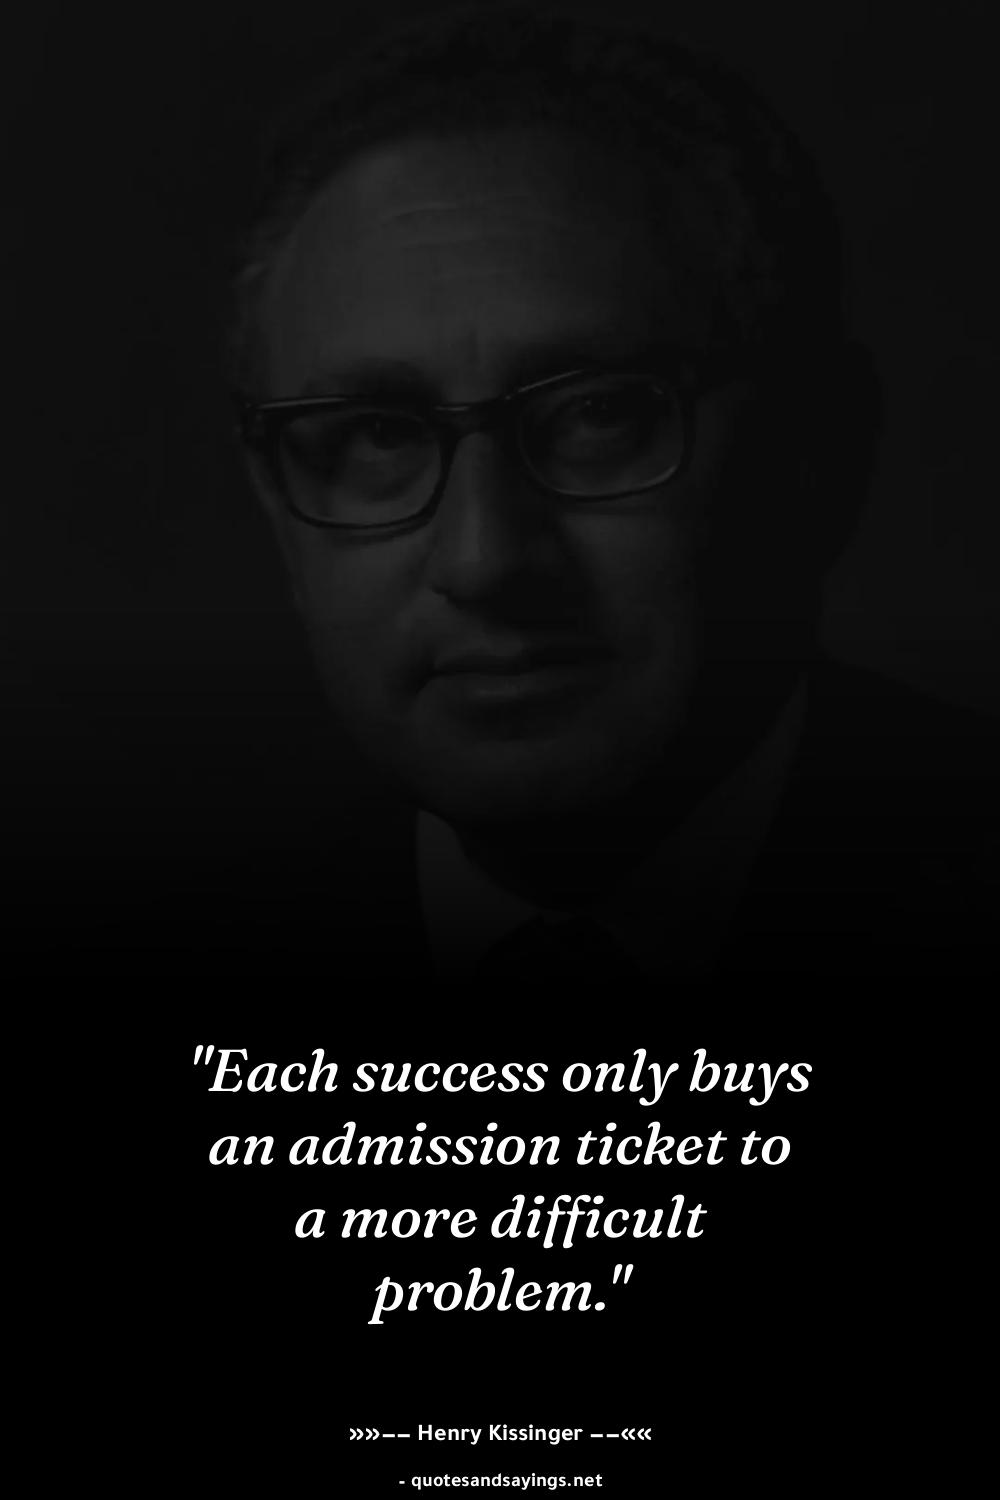 "Each success only buys
an admission ticket to
a more difficult
problem."
»»–– Henry Kissinger ––««
- quotesandsayings.net